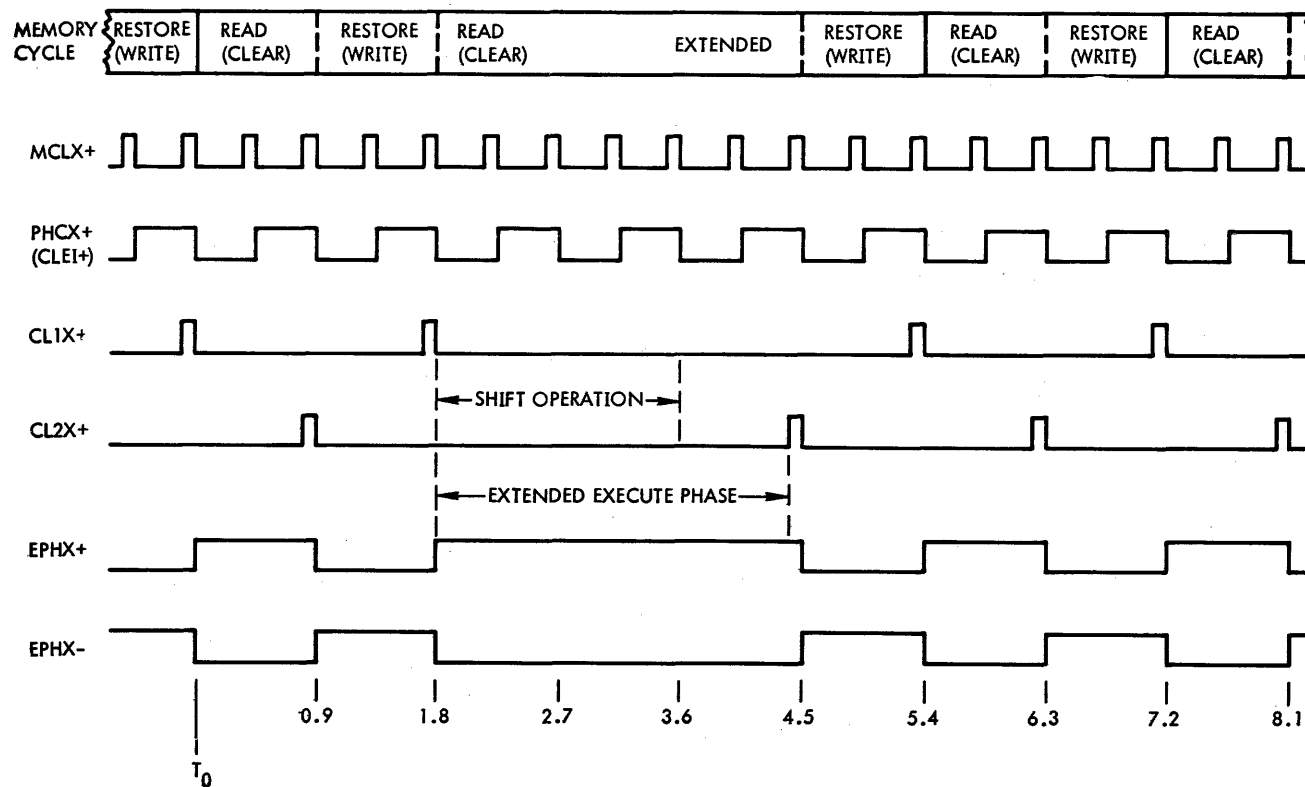 MEMORY CYCLE
RESTORE (WRITE)
READ (CLEAR)
RESTORE (WRITE)
READ (CLEAR)
EXTENDED
RESTORE (WRITE)
READ (CLEAR)
RESTORE (WRITE)
READ (CLEAR)
MCLX+
PHCX+
(CLEI+)
CL1X+
SHIFT OPERATION
CL2X+
EXTENDED EXECUTE PHASE
EPHX+
EPHX-
0.9 1.8 2.7 3.6 4.5 5.4 6.3 7.2 8.1
T0